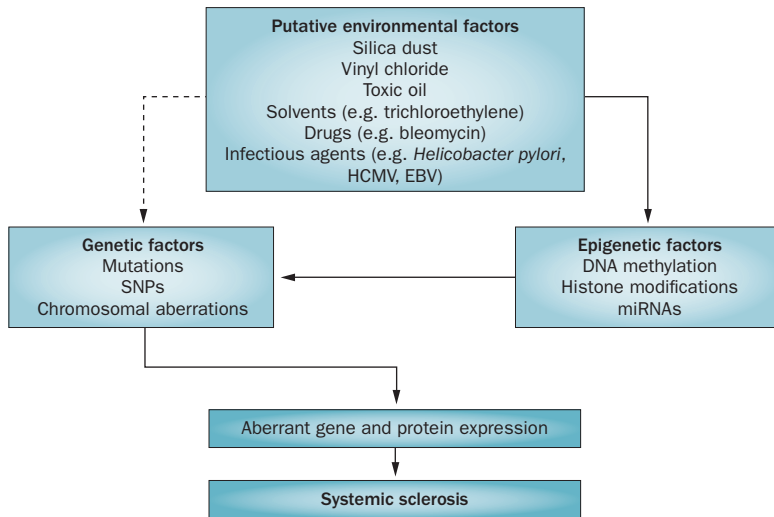 Putative environmental factors
Silica dust
Vinyl chloride
Toxic oil
Solvents (e.g. trichloroethylene)
Drugs (e.g. bleomycin)
Infectious agents (e.g. Helicobacter pylori,
HCMV, EBV)
Genetic factors
Mutations
SNPs
Chromosomal aberrations
Epigenetic factors
DNA methylation
Histone modifications
miRNAs
Aberrant gene and protein expression
Systemic sclerosis